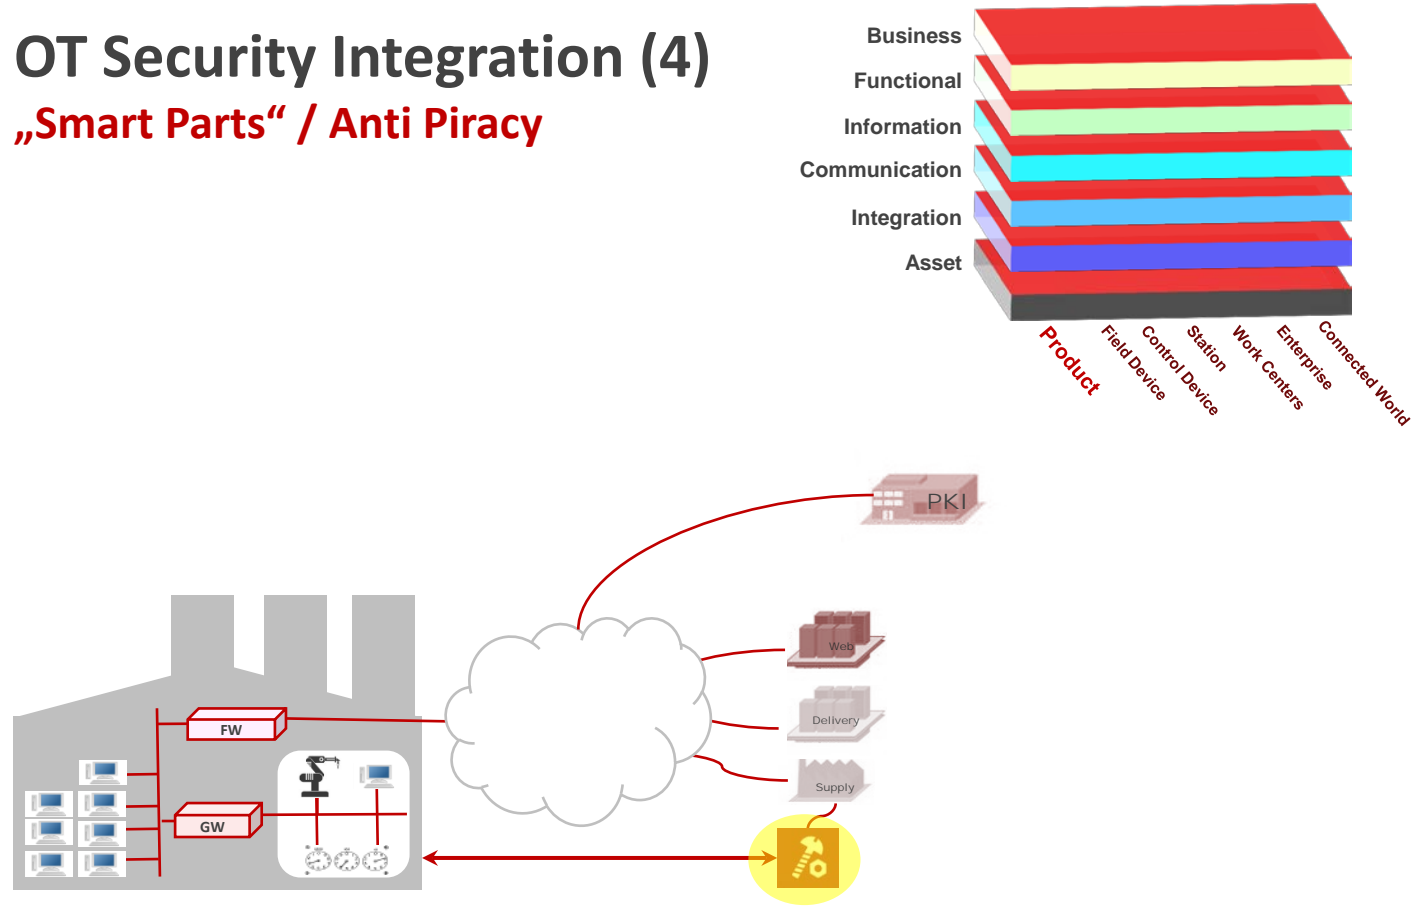 OT Security Integration (4)
„Smart Parts“ / Anti Piracy
Business
Functional
Information
Communication
Integration
Asset
Product
Field Device
Control Device
Station
Work Centers
Enterprise
Connected World
PKI
Web
Delivery
Supply
FW
GW